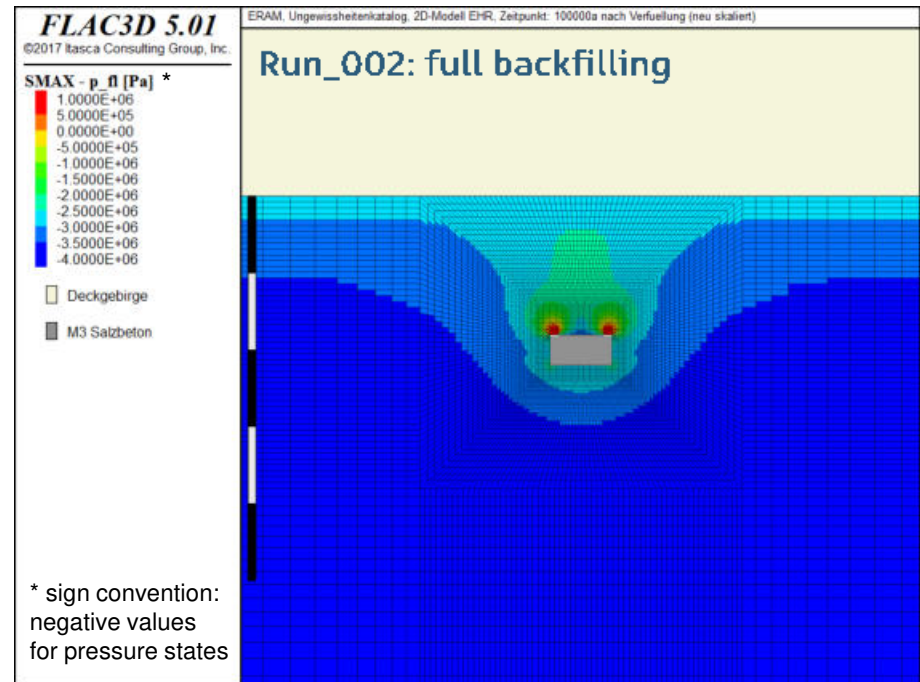 FLAC3D 5.01
©2017 Itasca Consulting Group, Inc.
SMAX - p_fl [Pa] *
1.0000E+06
5.0000E+05
0.0000E+00
-5.0000E+05
-1.0000E+06
-1.5000E+06
-2.0000E+06
-2.5000E+06
-3.0000E+06
-3.5000E+06
-4.0000E+06
Deckgebirge
M3 Salzbeton
* sign convention:
negative values
for pressure states
ERAM, Ungewissheitenkatalog, 2D-Modell EHR, Zeitpunkt: 100000a nach Verfuellung (neu skaliert)
Run_002: full backfilling